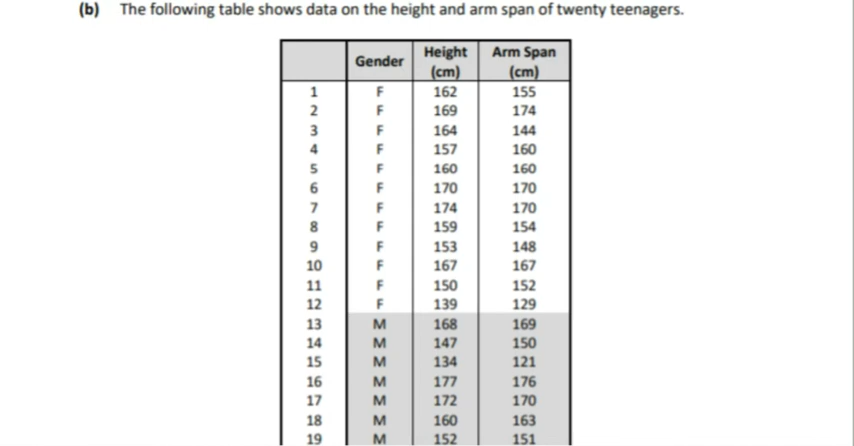 (b) The following table shows data on the height and arm span of twenty teenagers.
Gender Height (cm) Arm Span (cm)
1 F 162 155
2 F 169 174
3 F 164 144
4 F 157 160
5 F 160 160
6 F 170 170
7 F 174 170
8 F 159 154
9 F 153 148
10 F 167 167
11 F 150 152
12 F 139 129
13 M 168 169
14 M 147 150
15 M 134 121
16 M 177 176
17 M 172 170
18 M 160 163
19 M 152 151